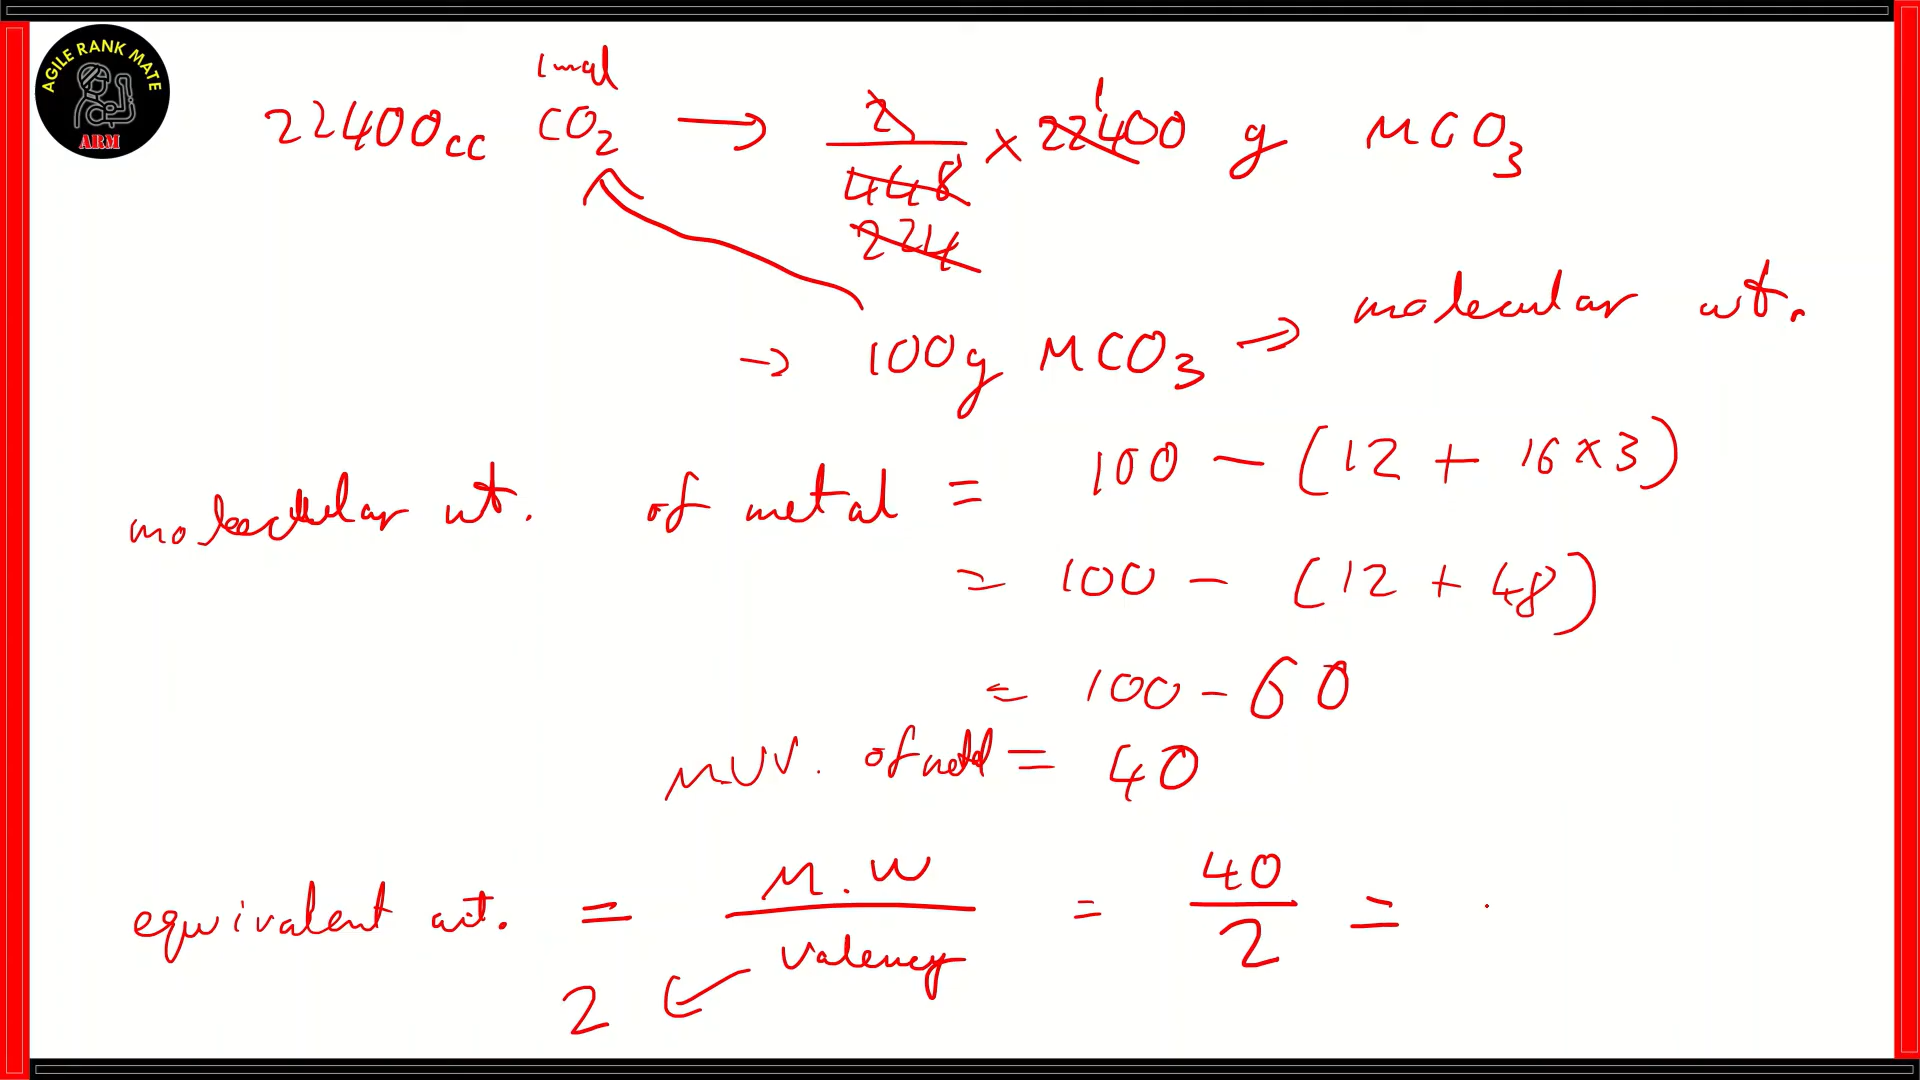 AGILE RANK MATE
ARM
1 mol
22400cc CO2 → 2/448 × 22400 g MCO3
224
1
→ 100g MCO3 ⇒ molecular wt.
molecular wt. of metal = 100 - (12 + 16×3)
= 100 - (12 + 48)
= 100 - 60
M.W. of metal = 40
equivalent wt. = M.W / Valency = 40/2 =
2 ←